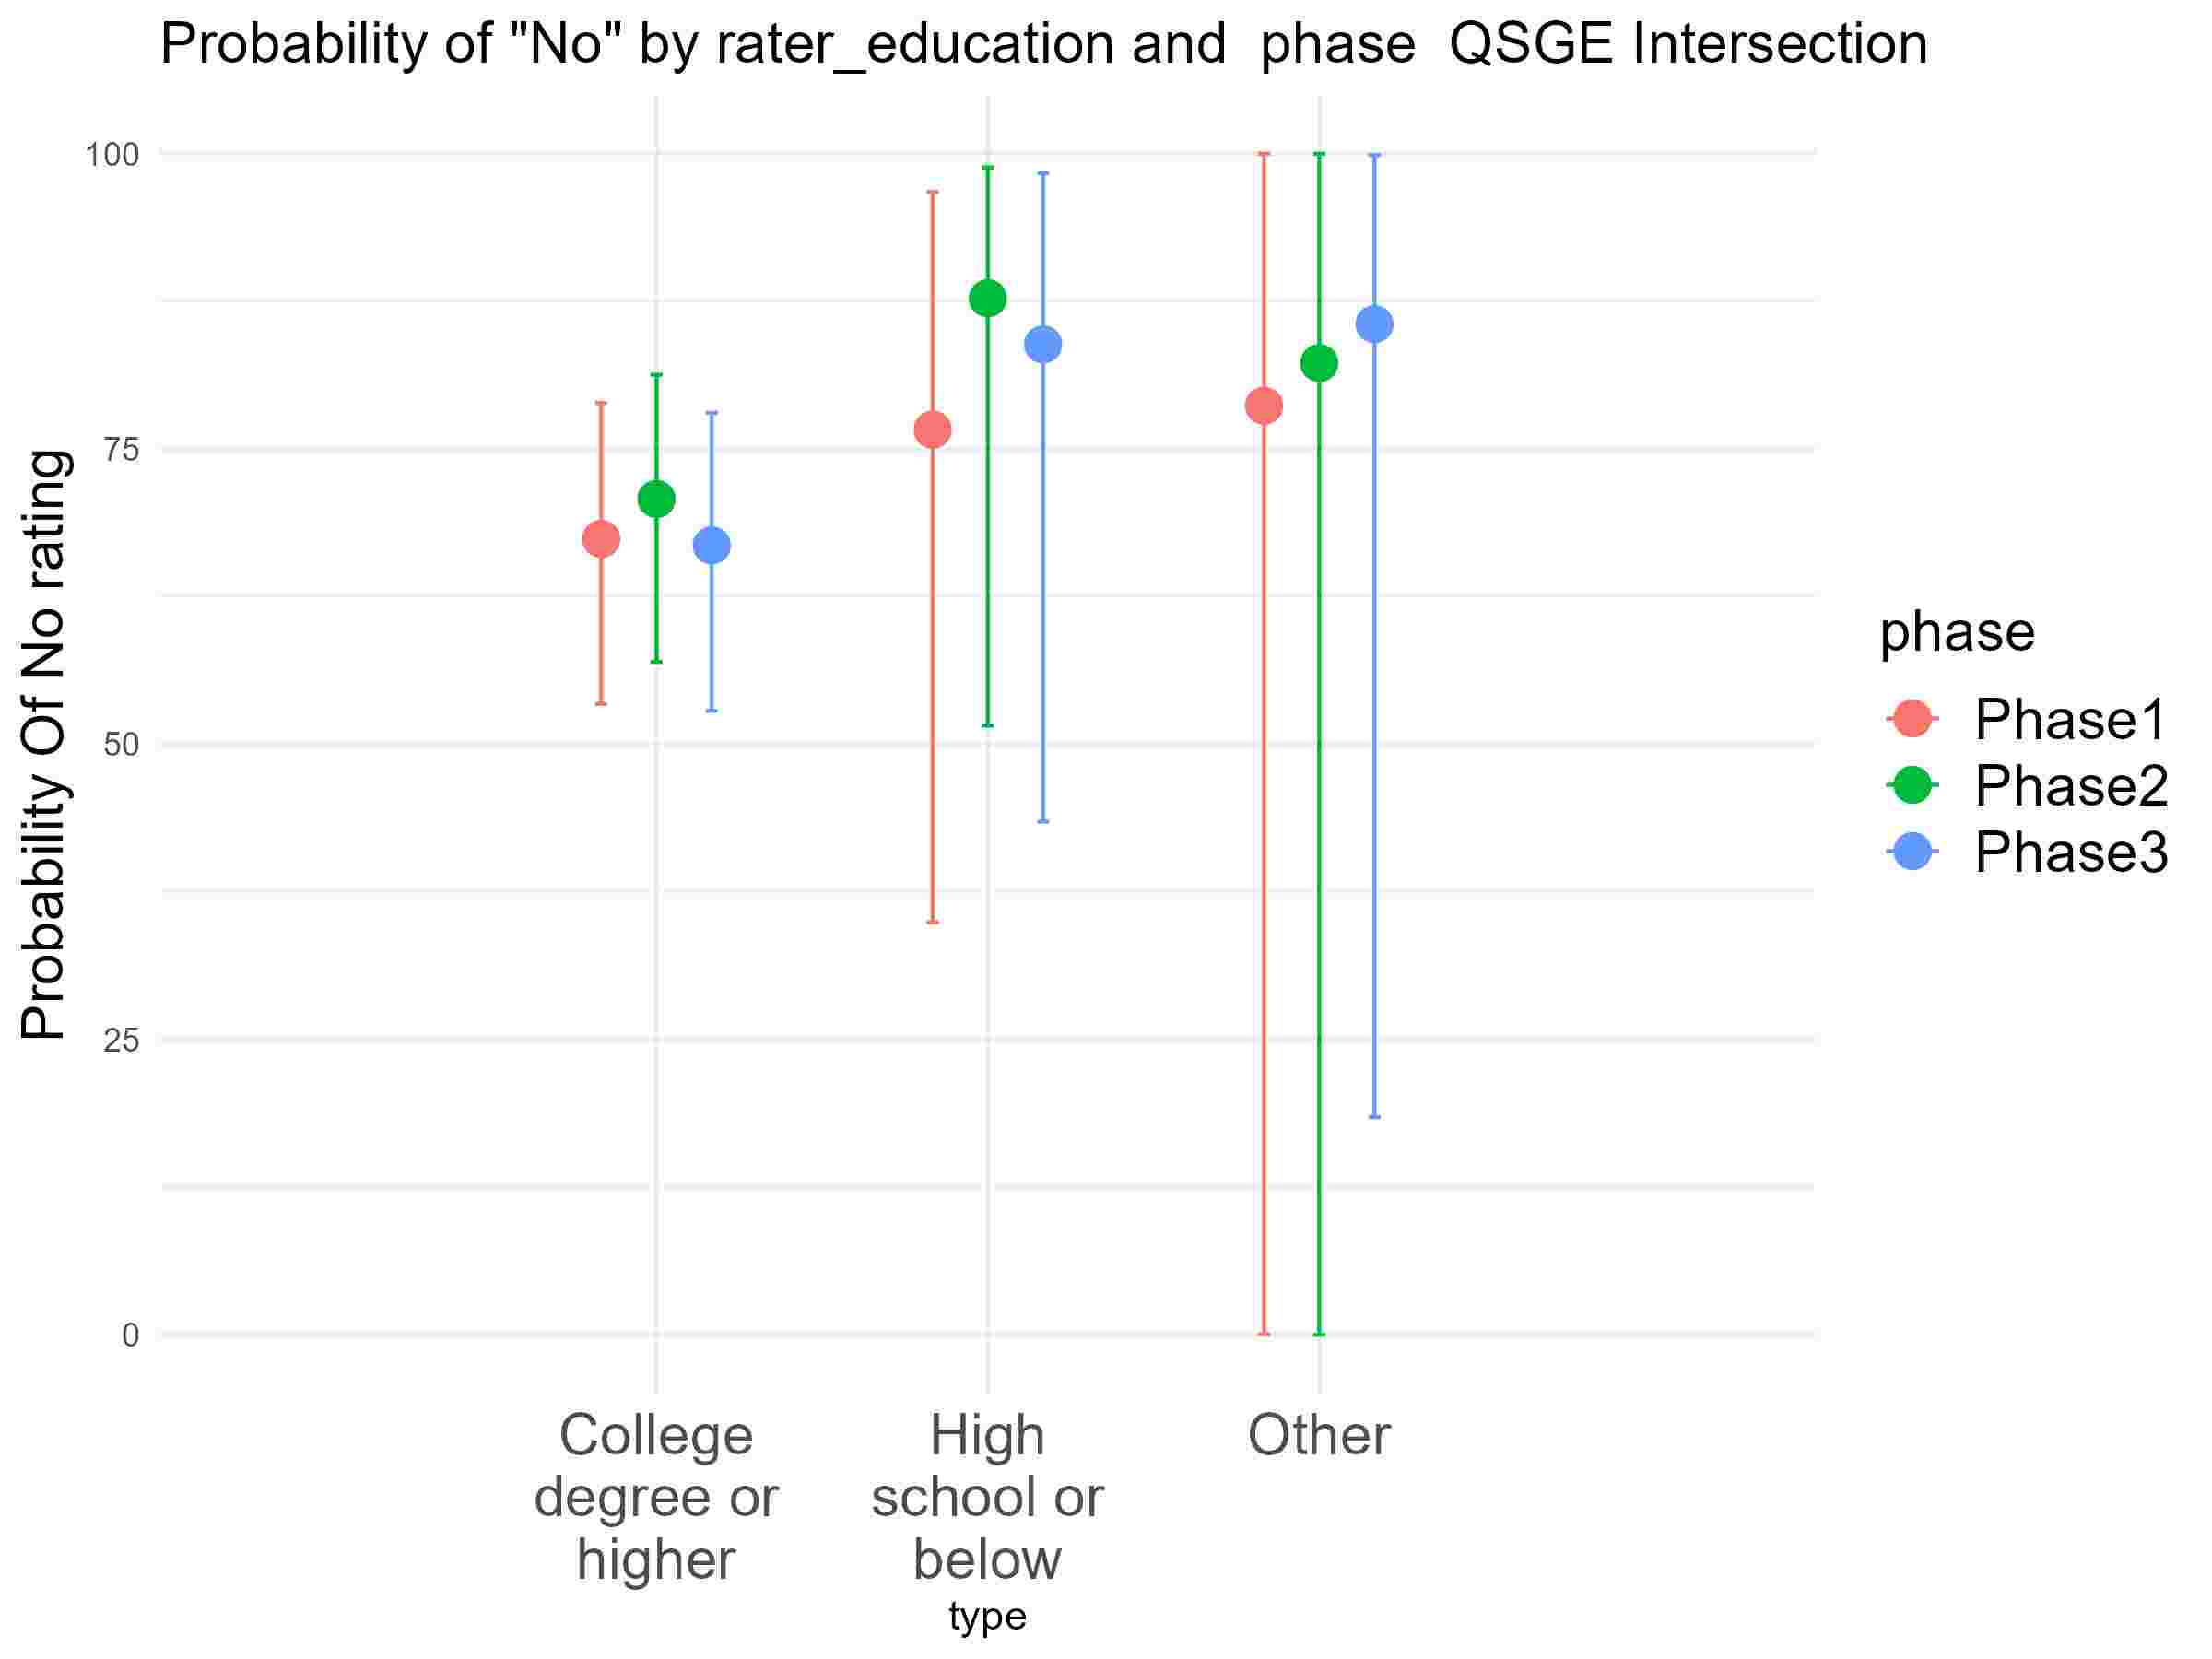 Probability of "No" by rater_education and  phase  QSGE Intersection
Probability Of No rating
100
75
50
25
0
College
degree or
higher
High
school or
below
Other
type
phase
Phase1
Phase2
Phase3